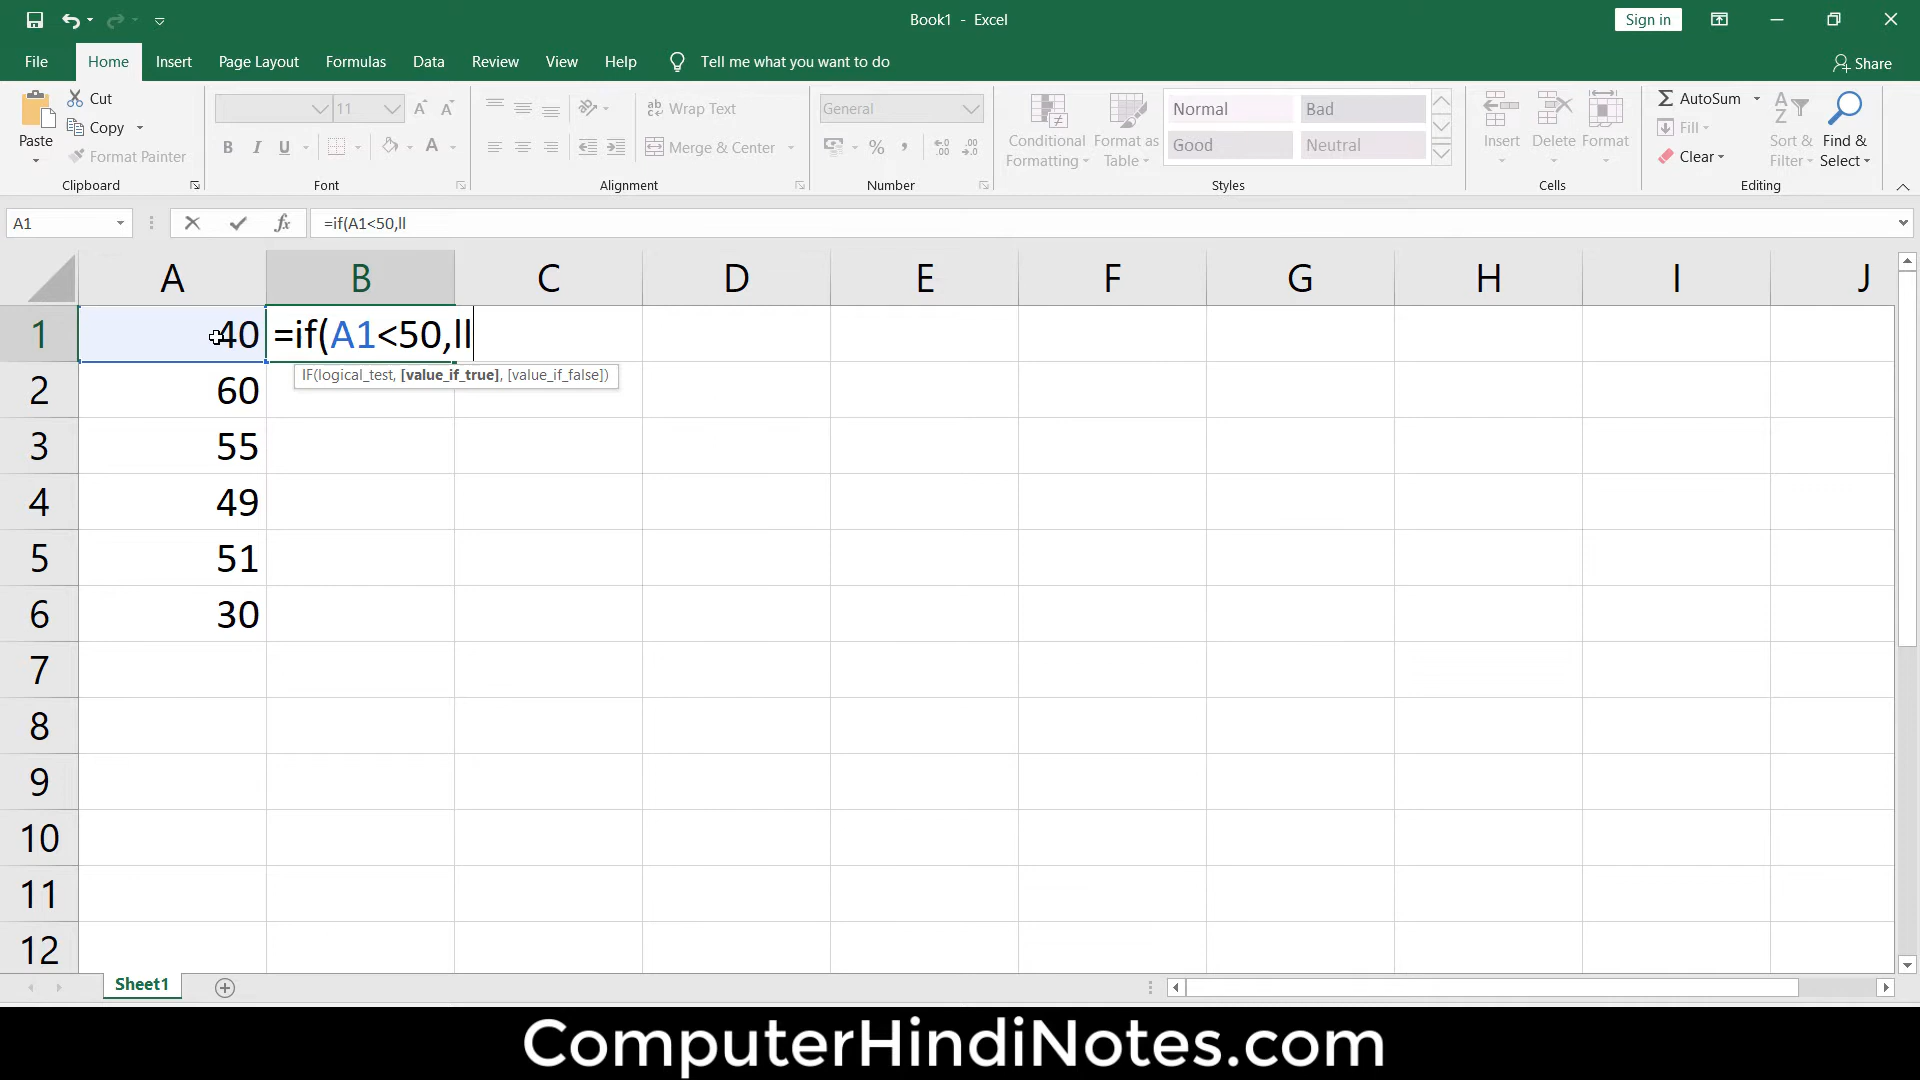 Book1 - Excel
Sign in
File Home Insert Page Layout Formulas Data Review View Help Tell me what you want to do Share
Paste
Cut
Copy
Format Painter
Clipboard
11
B I U A
Font
Wrap Text
Merge & Center
Alignment
General
%
Number
Conditional Formatting
Format as Table
Normal Bad
Good Neutral
Styles
Insert Delete Format
Cells
AutoSum
Fill
Clear
Sort & Filter
Find & Select
Editing
A1 fx =if(A1<50,ll
A B C D E F G H I J
1 40 =if(A1<50,ll
IF(logical_test, [value_if_true], [value_if_false])
2 60
3 55
4 49
5 51
6 30
7
8
9
10
11
12
Sheet1
ComputerHindiNotes.com